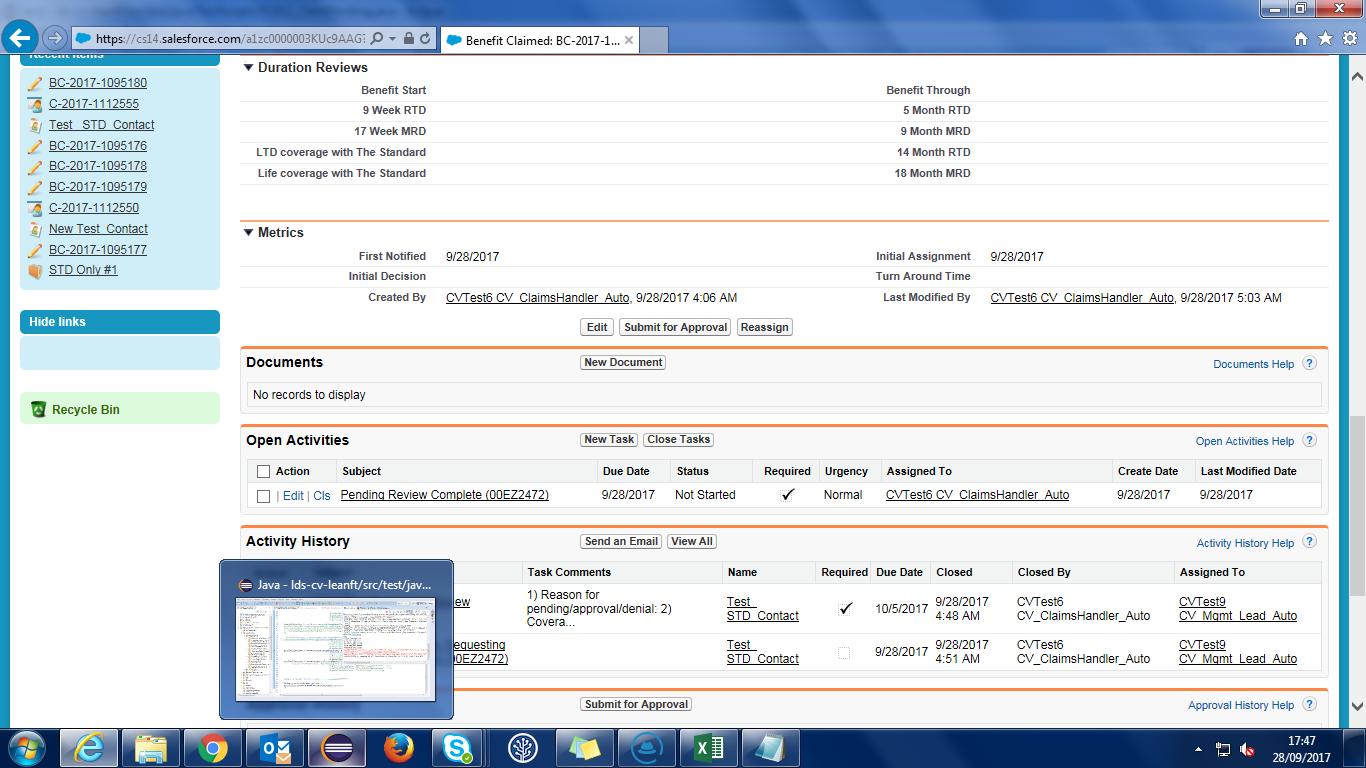 https://cs14.salesforce.com/a1zc0000003KUc9AAG
Benefit Claimed: BC-2017-1...
Recent Items
BC-2017-1095180
C-2017-1112555
Test_ STD_Contact
BC-2017-1095176
BC-2017-1095178
BC-2017-1095179
C-2017-1112550
New Test_Contact
BC-2017-1095177
STD Only #1
Hide links
Recycle Bin
Duration Reviews
Benefit Start Benefit Through
9 Week RTD 5 Month RTD
17 Week MRD 9 Month MRD
LTD coverage with The Standard 14 Month RTD
Life coverage with The Standard 18 Month MRD
Metrics
First Notified 9/28/2017 Initial Assignment 9/28/2017
Initial Decision Turn Around Time
Created By CVTest6 CV_ClaimsHandler_Auto, 9/28/2017 4:06 AM Last Modified By CVTest6 CV_ClaimsHandler_Auto, 9/28/2017 5:03 AM
Edit Submit for Approval Reassign
Documents New Document Documents Help ?
No records to display
Open Activities New Task Close Tasks Open Activities Help ?
Action Subject Due Date Status Required Urgency Assigned To Create Date Last Modified Date
| Edit | Cls Pending Review Complete (00EZ2472) 9/28/2017 Not Started Normal CVTest6 CV_ClaimsHandler_Auto 9/28/2017 9/28/2017
Activity History Send an Email View All Activity History Help ?
Task Comments Name Required Due Date Closed Closed By Assigned To
ew 1) Reason for pending/approval/denial: 2) Covera... Test_ STD_Contact 10/5/2017 9/28/2017 4:48 AM CVTest6 CV_ClaimsHandler_Auto CVTest9 CV_Mgmt_Lead_Auto
equesting 00EZ2472) Test_ STD_Contact 9/28/2017 9/28/2017 4:51 AM CVTest6 CV_ClaimsHandler_Auto CVTest9 CV_Mgmt_Lead_Auto
Java - lds-cv-leanft/src/test/jav...
Submit for Approval Approval History Help ?
17:47
28/09/2017